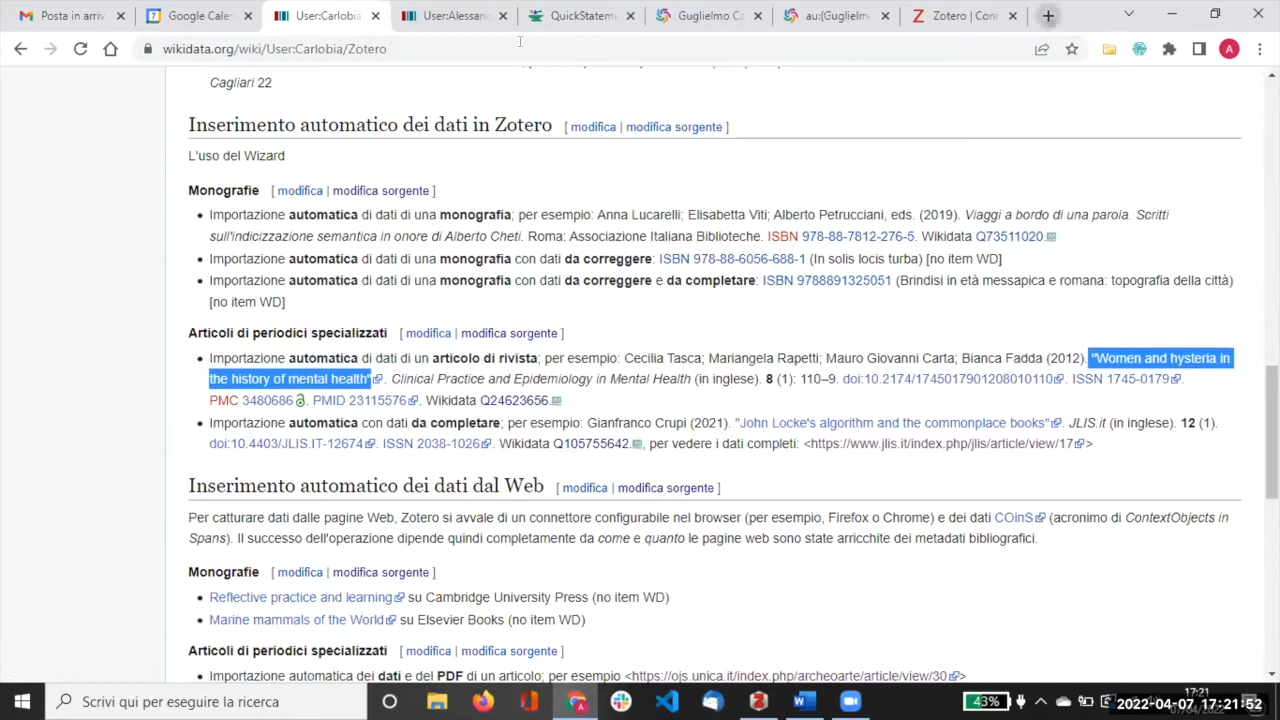 Posta in arriv
Google Cale
User:Carlobia
User:Alessan
QuickStatem
Guglielmo Ca
au:(Guglielm
Zotero | Conn
wikidata.org/wiki/User:Carlobia/Zotero
A
Cagliari 22
Inserimento automatico dei dati in Zotero [ modifica | modifica sorgente ]
L'uso del Wizard
Monografie [ modifica | modifica sorgente ]
• Importazione automatica di dati di una monografia; per esempio: Anna Lucarelli; Elisabetta Viti; Alberto Petrucciani, eds. (2019). Viaggi a bordo di una parola. Scritti
sull'indicizzazione semantica in onore di Alberto Cheti. Roma: Associazione Italiana Biblioteche. ISBN 978-88-7812-276-5. Wikidata Q73511020.
• Importazione automatica di una monografia con dati da correggere: ISBN 978-88-6056-688-1 (In solis locis turba) [no item WD]
• Importazione automatica di una monografia con dati da correggere e da completare: ISBN 9788891325051 (Brindisi in età messapica e romana: topografia della città)
[no item WD]
Articoli di periodici specializzati [ modifica | modifica sorgente ]
• Importazione automatica di dati di un articolo di rivista; per esempio: Cecilia Tasca; Mariangela Rapetti; Mauro Giovanni Carta; Bianca Fadda (2012). "Women and hysteria in
the history of mental health". Clinical Practice and Epidemiology in Mental Health (in inglese). 8 (1): 110–9. doi:10.2174/1745017901208010110. ISSN 1745-0179.
PMC 3480686. PMID 23115576. Wikidata Q24623656.
• Importazione automatica con dati da completare; per esempio: Gianfranco Crupi (2021). "John Locke's algorithm and the commonplace books". JLIS.it (in inglese). 12 (1).
doi:10.4403/JLIS.IT-12674. ISSN 2038-1026. Wikidata Q105755642., per vedere i dati completi: <https://www.jlis.it/index.php/jlis/article/view/17>
Inserimento automatico dei dati dal Web [ modifica | modifica sorgente ]
Per catturare dati dalle pagine Web, Zotero si avvale di un connettore configurabile nel browser (per esempio, Firefox o Chrome) e dei dati COinS (acronimo di ContextObjects in
Spans). Il successo dell'operazione dipende quindi completamente da come e quanto le pagine web sono state arricchite dei metadati bibliografici.
Monografie [ modifica | modifica sorgente ]
• Reflective practice and learning su Cambridge University Press (no item WD)
• Marine mammals of the World su Elsevier Books (no item WD)
Articoli di periodici specializzati [ modifica | modifica sorgente ]
• Importazione automatica dei dati e del PDF di un articolo; per esempio <https://ojs.unica.it/index.php/archeoarte/article/view/30>
Scrivi qui per eseguire la ricerca
43%
17:21
2022-04-07 17:21:52